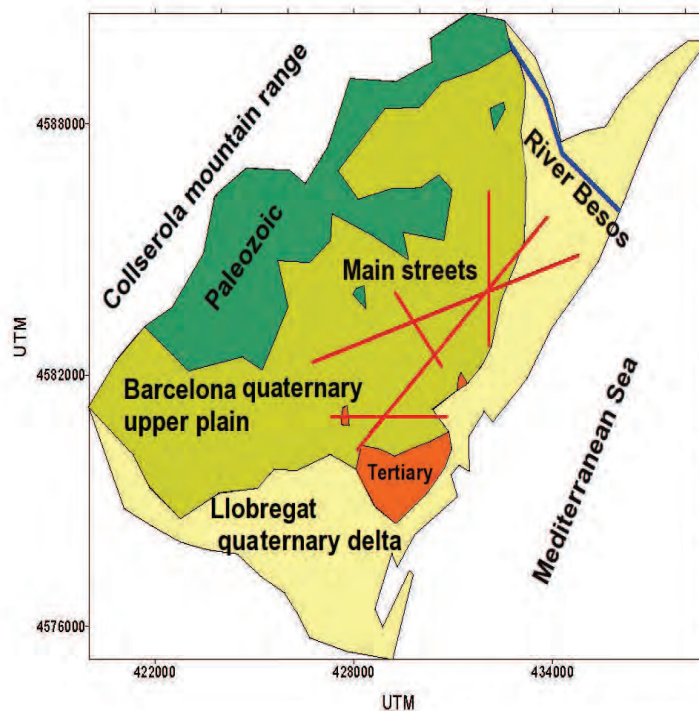 4588000
4582000
4576000
UTM
Collserola mountain range
Paleozoic
River Besos
Main streets
Barcelona quaternary
upper plain
Tertiary
Llobregat
quaternary delta
Mediterranean Sea
422000
428000
434000
UTM